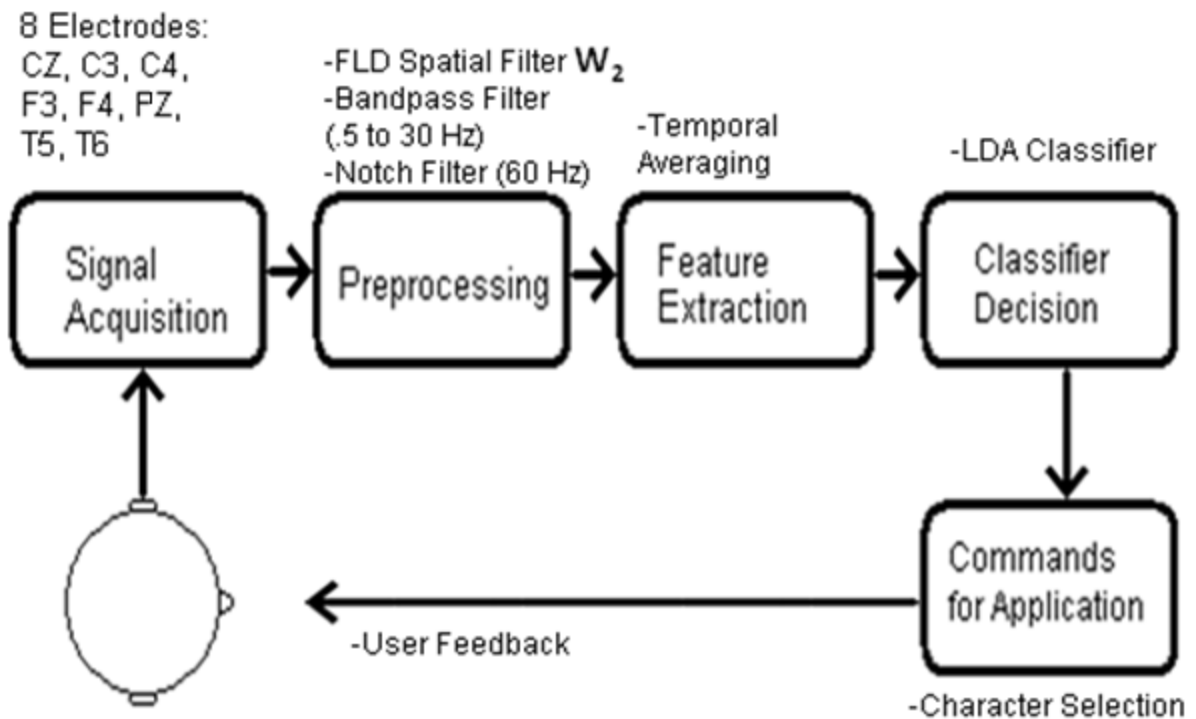 8 Electrodes:
CZ, C3, C4,
F3, F4, PZ,
T5, T6
-FLD Spatial Filter W₂
-Bandpass Filter
(.5 to 30 Hz)
-Notch Filter (60 Hz)
-Temporal
Averaging
-LDA Classifier
Signal
Acquisition
Preprocessing
Feature
Extraction
Classifier
Decision
Commands
for Application
-User Feedback
-Character Selection